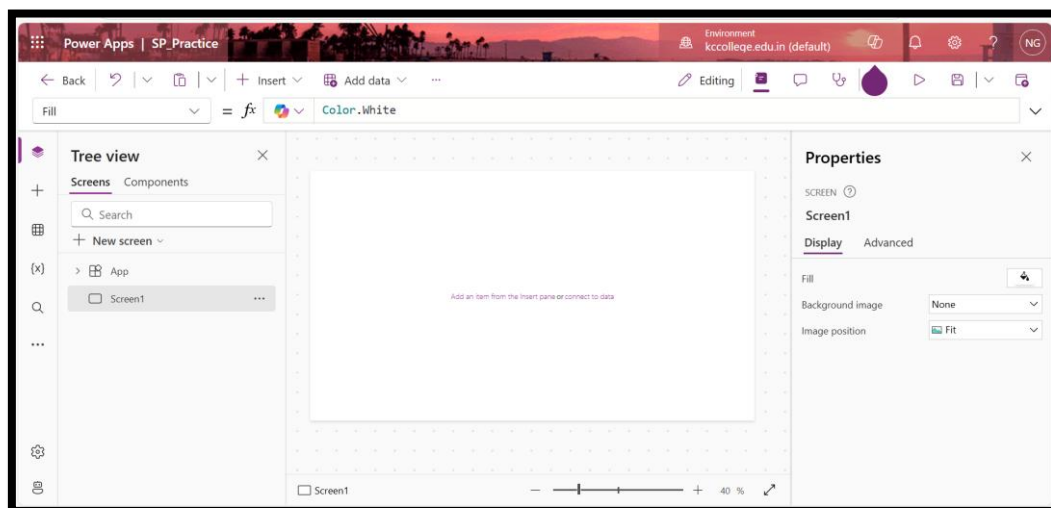 Power Apps | SP_Practice
Environment
kccollege.edu.in (default)
NG
Back
Insert
Add data
Editing
Fill
= fx
Color.White
Tree view
Screens Components
Search
New screen
App
Screen1
Add an item from the Insert pane or connect to data
Screen1
40 %
Properties
SCREEN
Screen1
Display Advanced
Fill
Background image None
Image position Fit